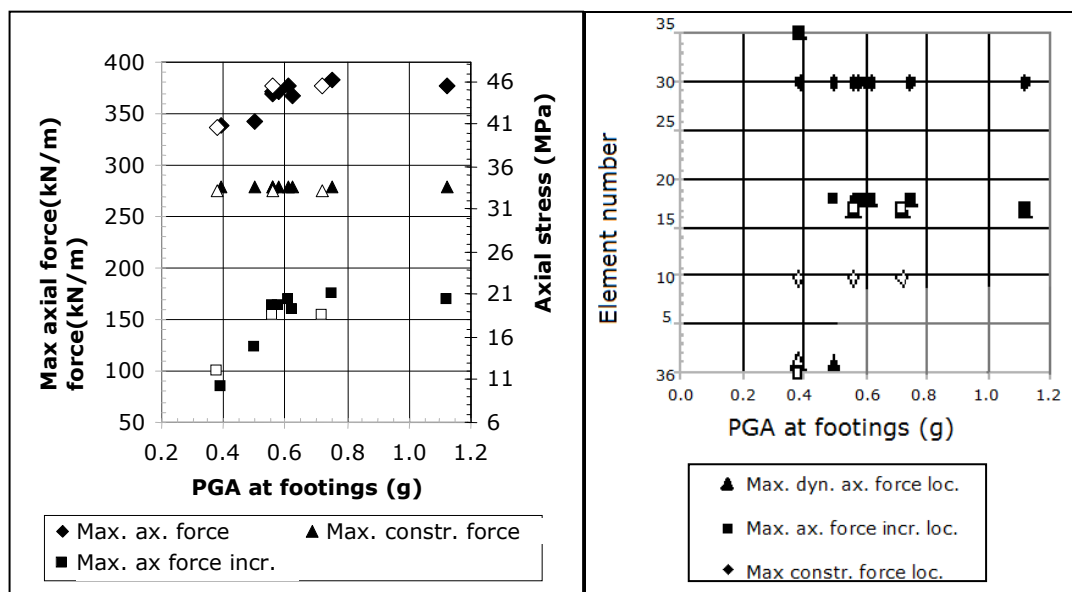 400
350
300
250
200
150
100
50
46
41
36
31
26
21
16
11
6
0.2 0.4 0.6 0.8 1.0 1.2
Max axial force(kN/m)
force(kN/m)
Axial stress (MPa)
PGA at footings (g)
Max. ax. force
Max. constr. force
Max. ax force incr.
35
30
25
20
15
10
5
36
0.0 0.2 0.4 0.6 0.8 1.0 1.2
Element number
PGA at footings (g)
Max. dyn. ax. force loc.
Max. ax. force incr. loc.
Max constr. force loc.